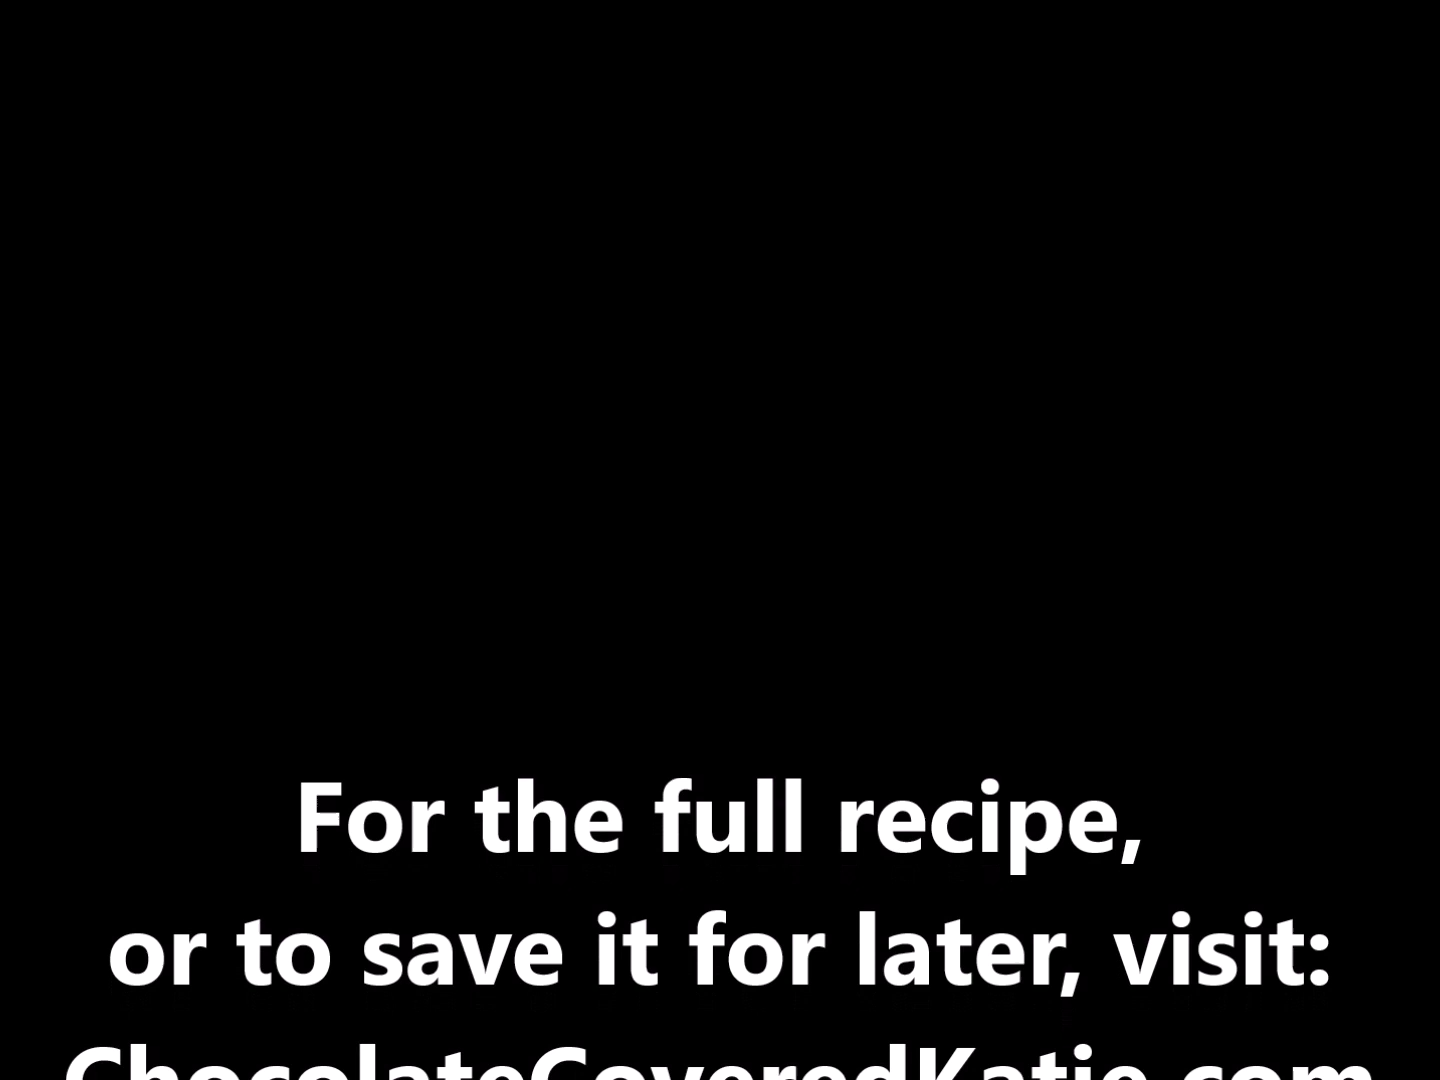 For the full recipe,
or to save it for later, visit:
ChocolateCoveredKatie.com